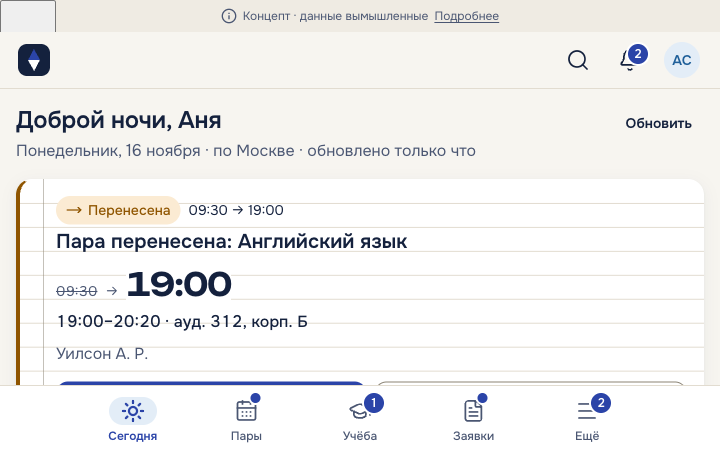 Концепт · данные вымышленные Подробнее
2
АС
Доброй ночи, Аня
Обновить
Понедельник, 16 ноября · по Москве · обновлено только что
→ Перенесена 09:30 → 19:00
Пара перенесена: Английский язык
09:30 → 19:00
19:00–20:20 · ауд. 312, корп. Б
Уилсон А. Р.
1
2
Сегодня
Пары
Учёба
Заявки
Ещё